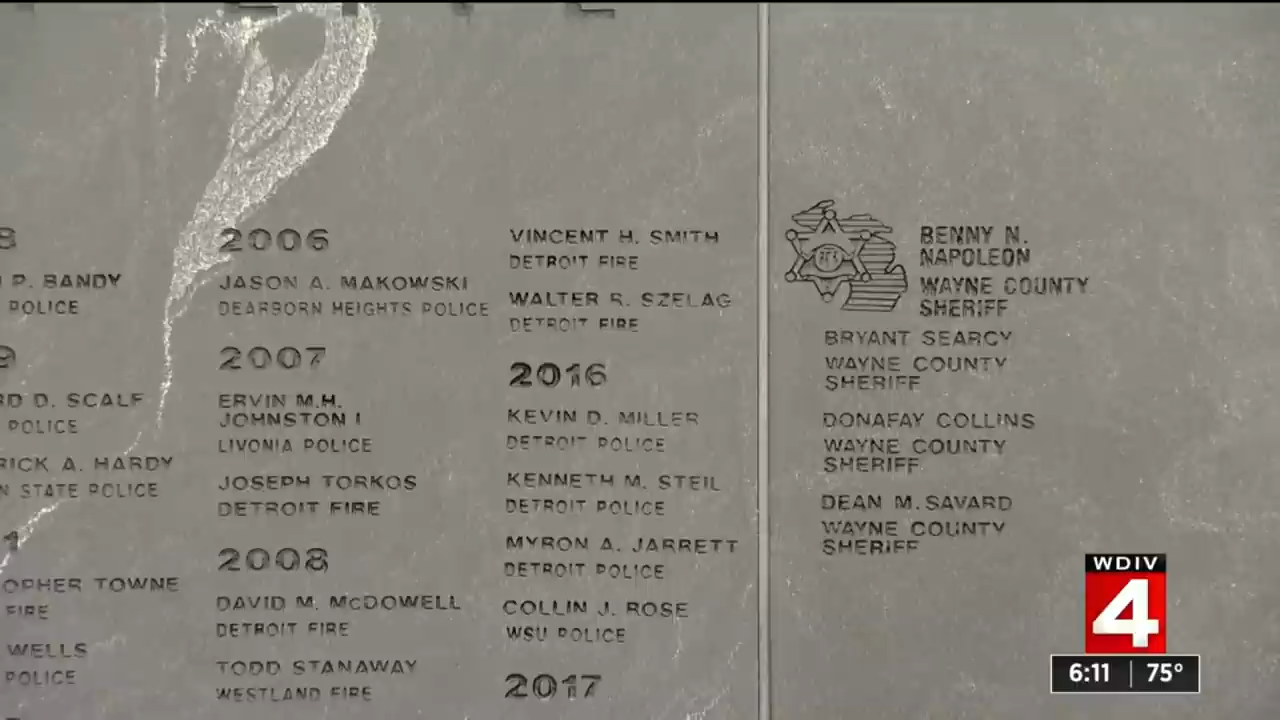 8
P. BANDY
POLICE
9
RD D. SCALF
POLICE
RICK A. HARDY
N STATE POLICE
1
OPHER TOWNE
FIRE
WELLS
POLICE
2006
JASON A. MAKOWSKI
DEARBORN HEIGHTS POLICE
2007
ERVIN M.H.
JOHNSTON I
LIVONIA POLICE
JOSEPH TORKOS
DETROIT FIRE
2008
DAVID M. McDOWELL
DETROIT FIRE
TODD STANAWAY
WESTLAND FIRE
VINCENT H. SMITH
DETROIT FIRE
WALTER R. SZELAG
DETROIT FIRE
2016
KEVIN D. MILLER
DETROIT POLICE
KENNETH M. STEIL
DETROIT POLICE
MYRON A. JARRETT
DETROIT POLICE
COLLIN J. ROSE
WSU POLICE
2017
BENNY N.
NAPOLEON
WAYNE COUNTY
SHERIFF
BRYANT SEARCY
WAYNE COUNTY
SHERIFF
DONAFAY COLLINS
WAYNE COUNTY
SHERIFF
DEAN M. SAVARD
WAYNE COUNTY
SHERIFF
WDIV
4
6:11 75°